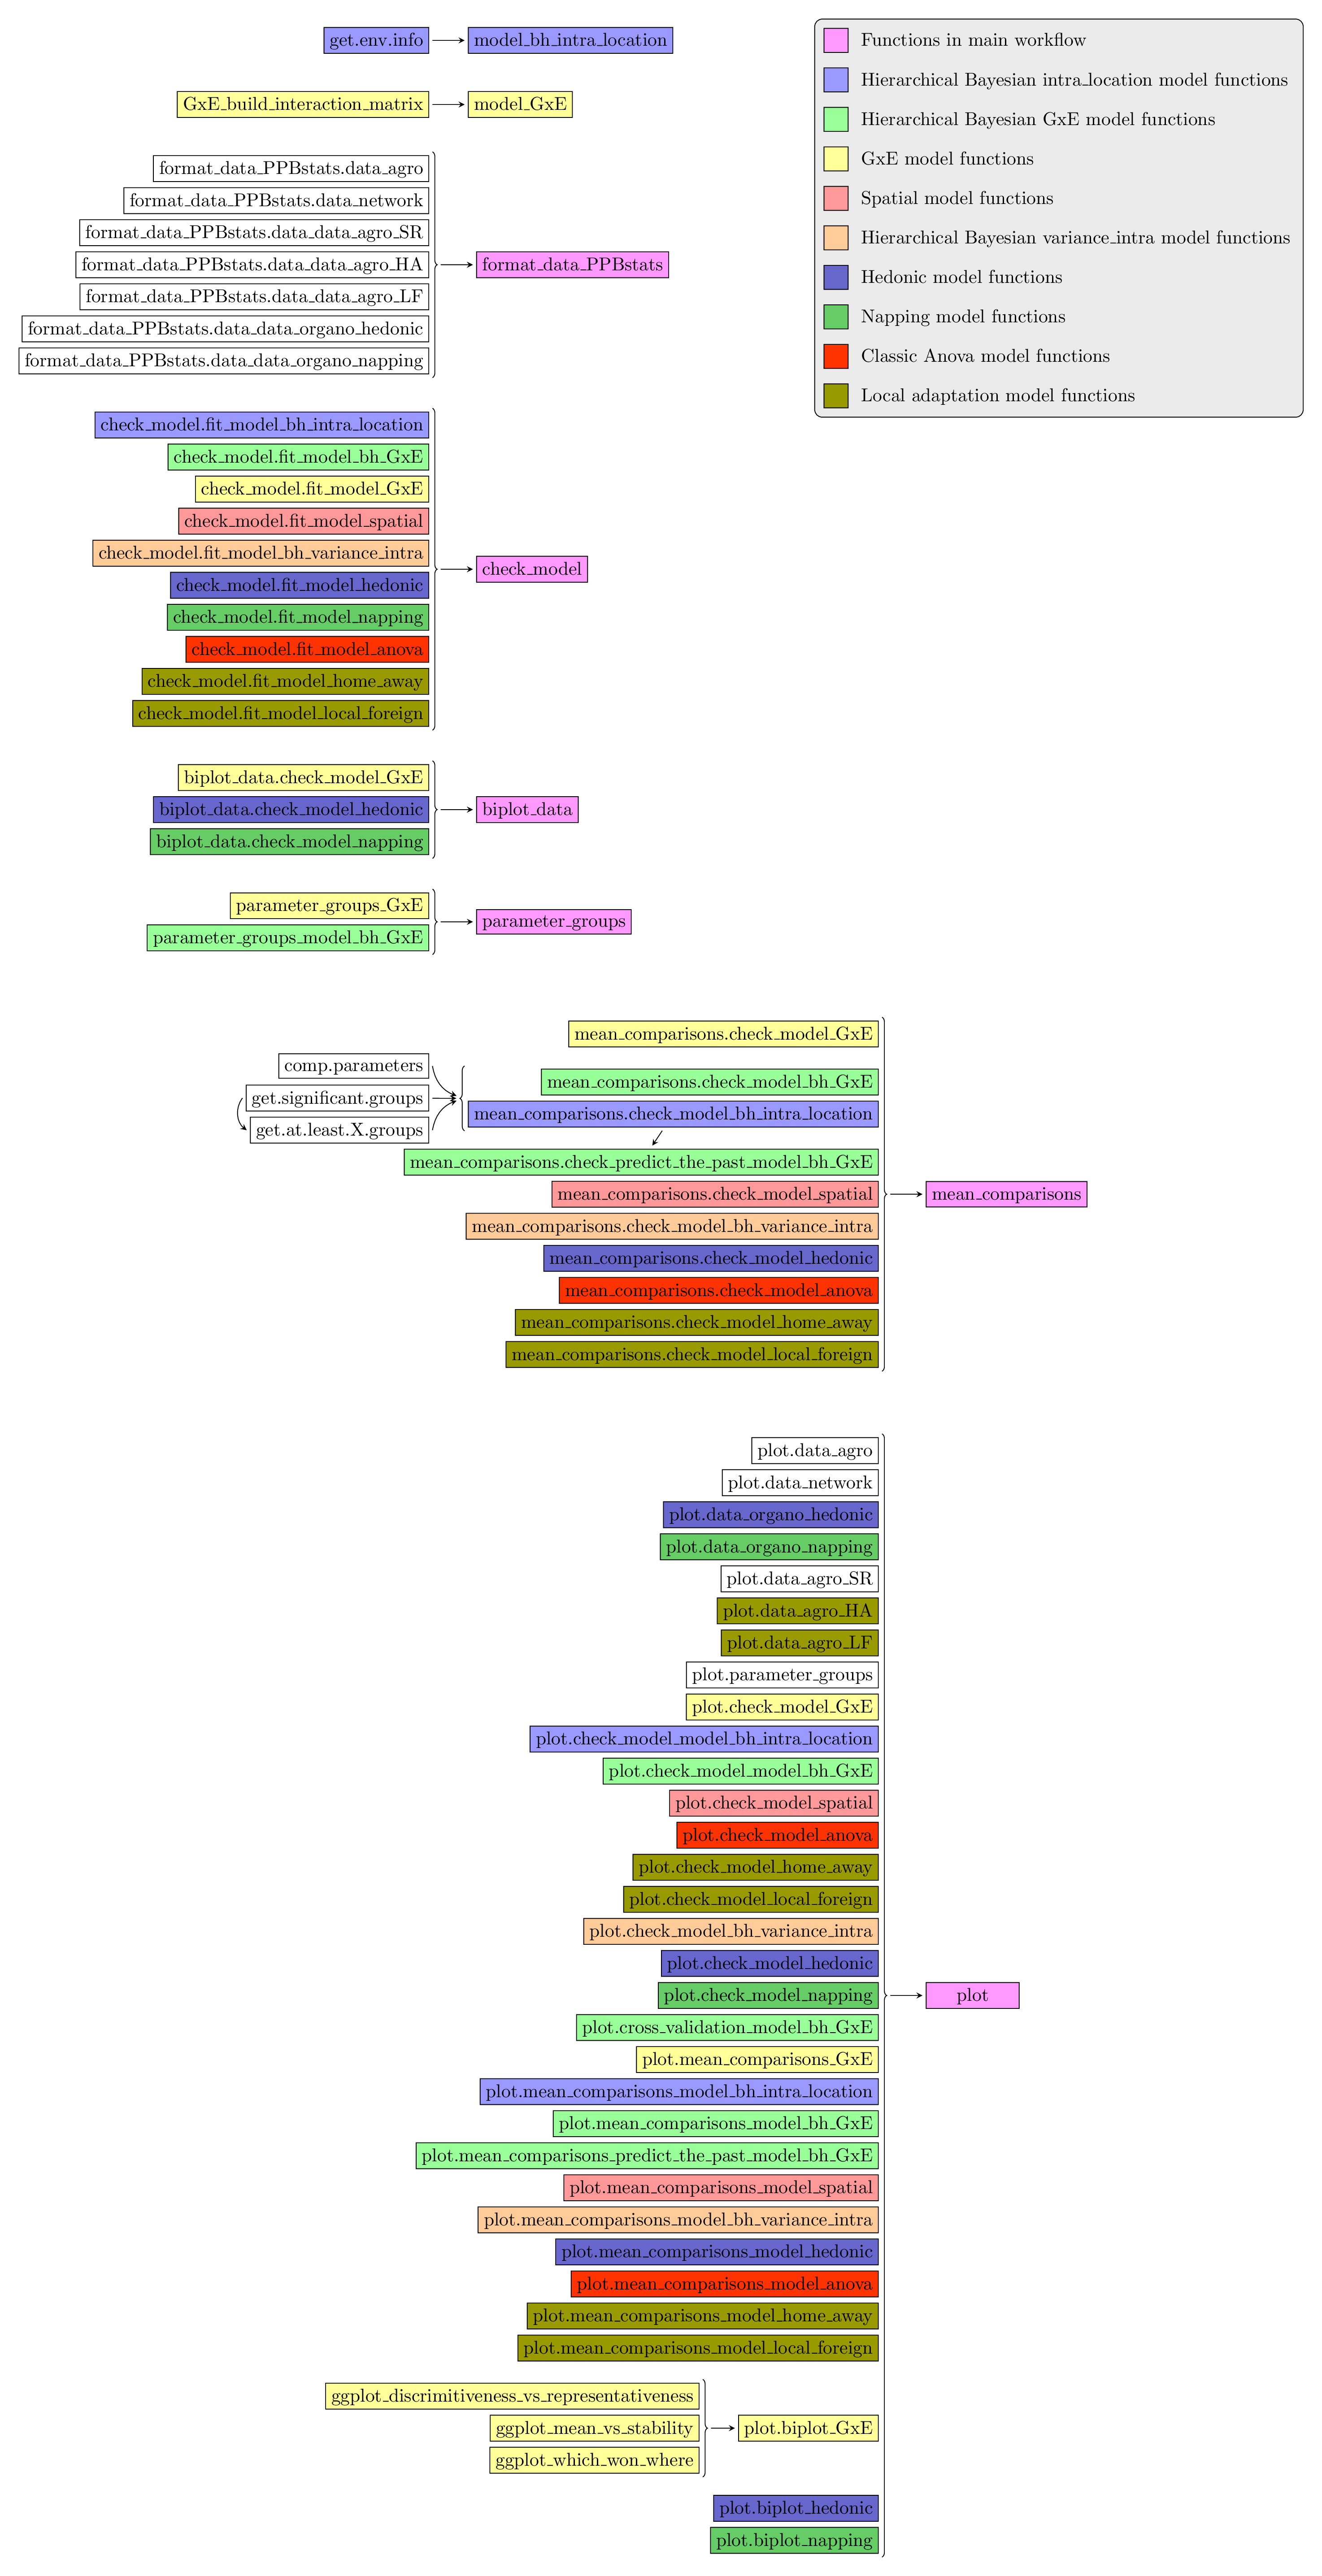 get.env.info
model_bh_intra_location
GxE_build_interaction_matrix
model_GxE
format_data_PPBstats.data_agro
format_data_PPBstats.data_network
format_data_PPBstats.data_data_agro_SR
format_data_PPBstats.data_data_agro_HA
format_data_PPBstats.data_data_agro_LF
format_data_PPBstats.data_data_organo_hedonic
format_data_PPBstats.data_data_organo_napping
format_data_PPBstats
Functions in main workflow
Hierarchical Bayesian intra_location model functions
Hierarchical Bayesian GxE model functions
GxE model functions
Spatial model functions
Hierarchical Bayesian variance_intra model functions
Hedonic model functions
Napping model functions
Classic Anova model functions
Local adaptation model functions
check_model.fit_model_bh_intra_location
check_model.fit_model_bh_GxE
check_model.fit_model_GxE
check_model.fit_model_spatial
check_model.fit_model_bh_variance_intra
check_model.fit_model_hedonic
check_model.fit_model_napping
check_model.fit_model_anova
check_model.fit_model_home_away
check_model.fit_model_local_foreign
check_model
biplot_data.check_model_GxE
biplot_data.check_model_hedonic
biplot_data.check_model_napping
biplot_data
parameter_groups_GxE
parameter_groups_model_bh_GxE
parameter_groups
comp.parameters
get.significant.groups
get.at.least.X.groups
mean_comparisons.check_model_GxE
mean_comparisons.check_model_bh_GxE
mean_comparisons.check_model_bh_intra_location
mean_comparisons.check_predict_the_past_model_bh_GxE
mean_comparisons.check_model_spatial
mean_comparisons.check_model_bh_variance_intra
mean_comparisons.check_model_hedonic
mean_comparisons.check_model_anova
mean_comparisons.check_model_home_away
mean_comparisons.check_model_local_foreign
mean_comparisons
plot.data_agro
plot.data_network
plot.data_organo_hedonic
plot.data_organo_napping
plot.data_agro_SR
plot.data_agro_HA
plot.data_agro_LF
plot.parameter_groups
plot.check_model_GxE
plot.check_model_model_bh_intra_location
plot.check_model_model_bh_GxE
plot.check_model_spatial
plot.check_model_anova
plot.check_model_home_away
plot.check_model_local_foreign
plot.check_model_bh_variance_intra
plot.check_model_hedonic
plot.check_model_napping
plot.cross_validation_model_bh_GxE
plot.mean_comparisons_GxE
plot.mean_comparisons_model_bh_intra_location
plot.mean_comparisons_model_bh_GxE
plot.mean_comparisons_predict_the_past_model_bh_GxE
plot.mean_comparisons_model_spatial
plot.mean_comparisons_model_bh_variance_intra
plot.mean_comparisons_model_hedonic
plot.mean_comparisons_model_anova
plot.mean_comparisons_model_home_away
plot.mean_comparisons_model_local_foreign
ggplot_discrimitiveness_vs_representativeness
ggplot_mean_vs_stability
ggplot_which_won_where
plot.biplot_GxE
plot.biplot_hedonic
plot.biplot_napping
plot